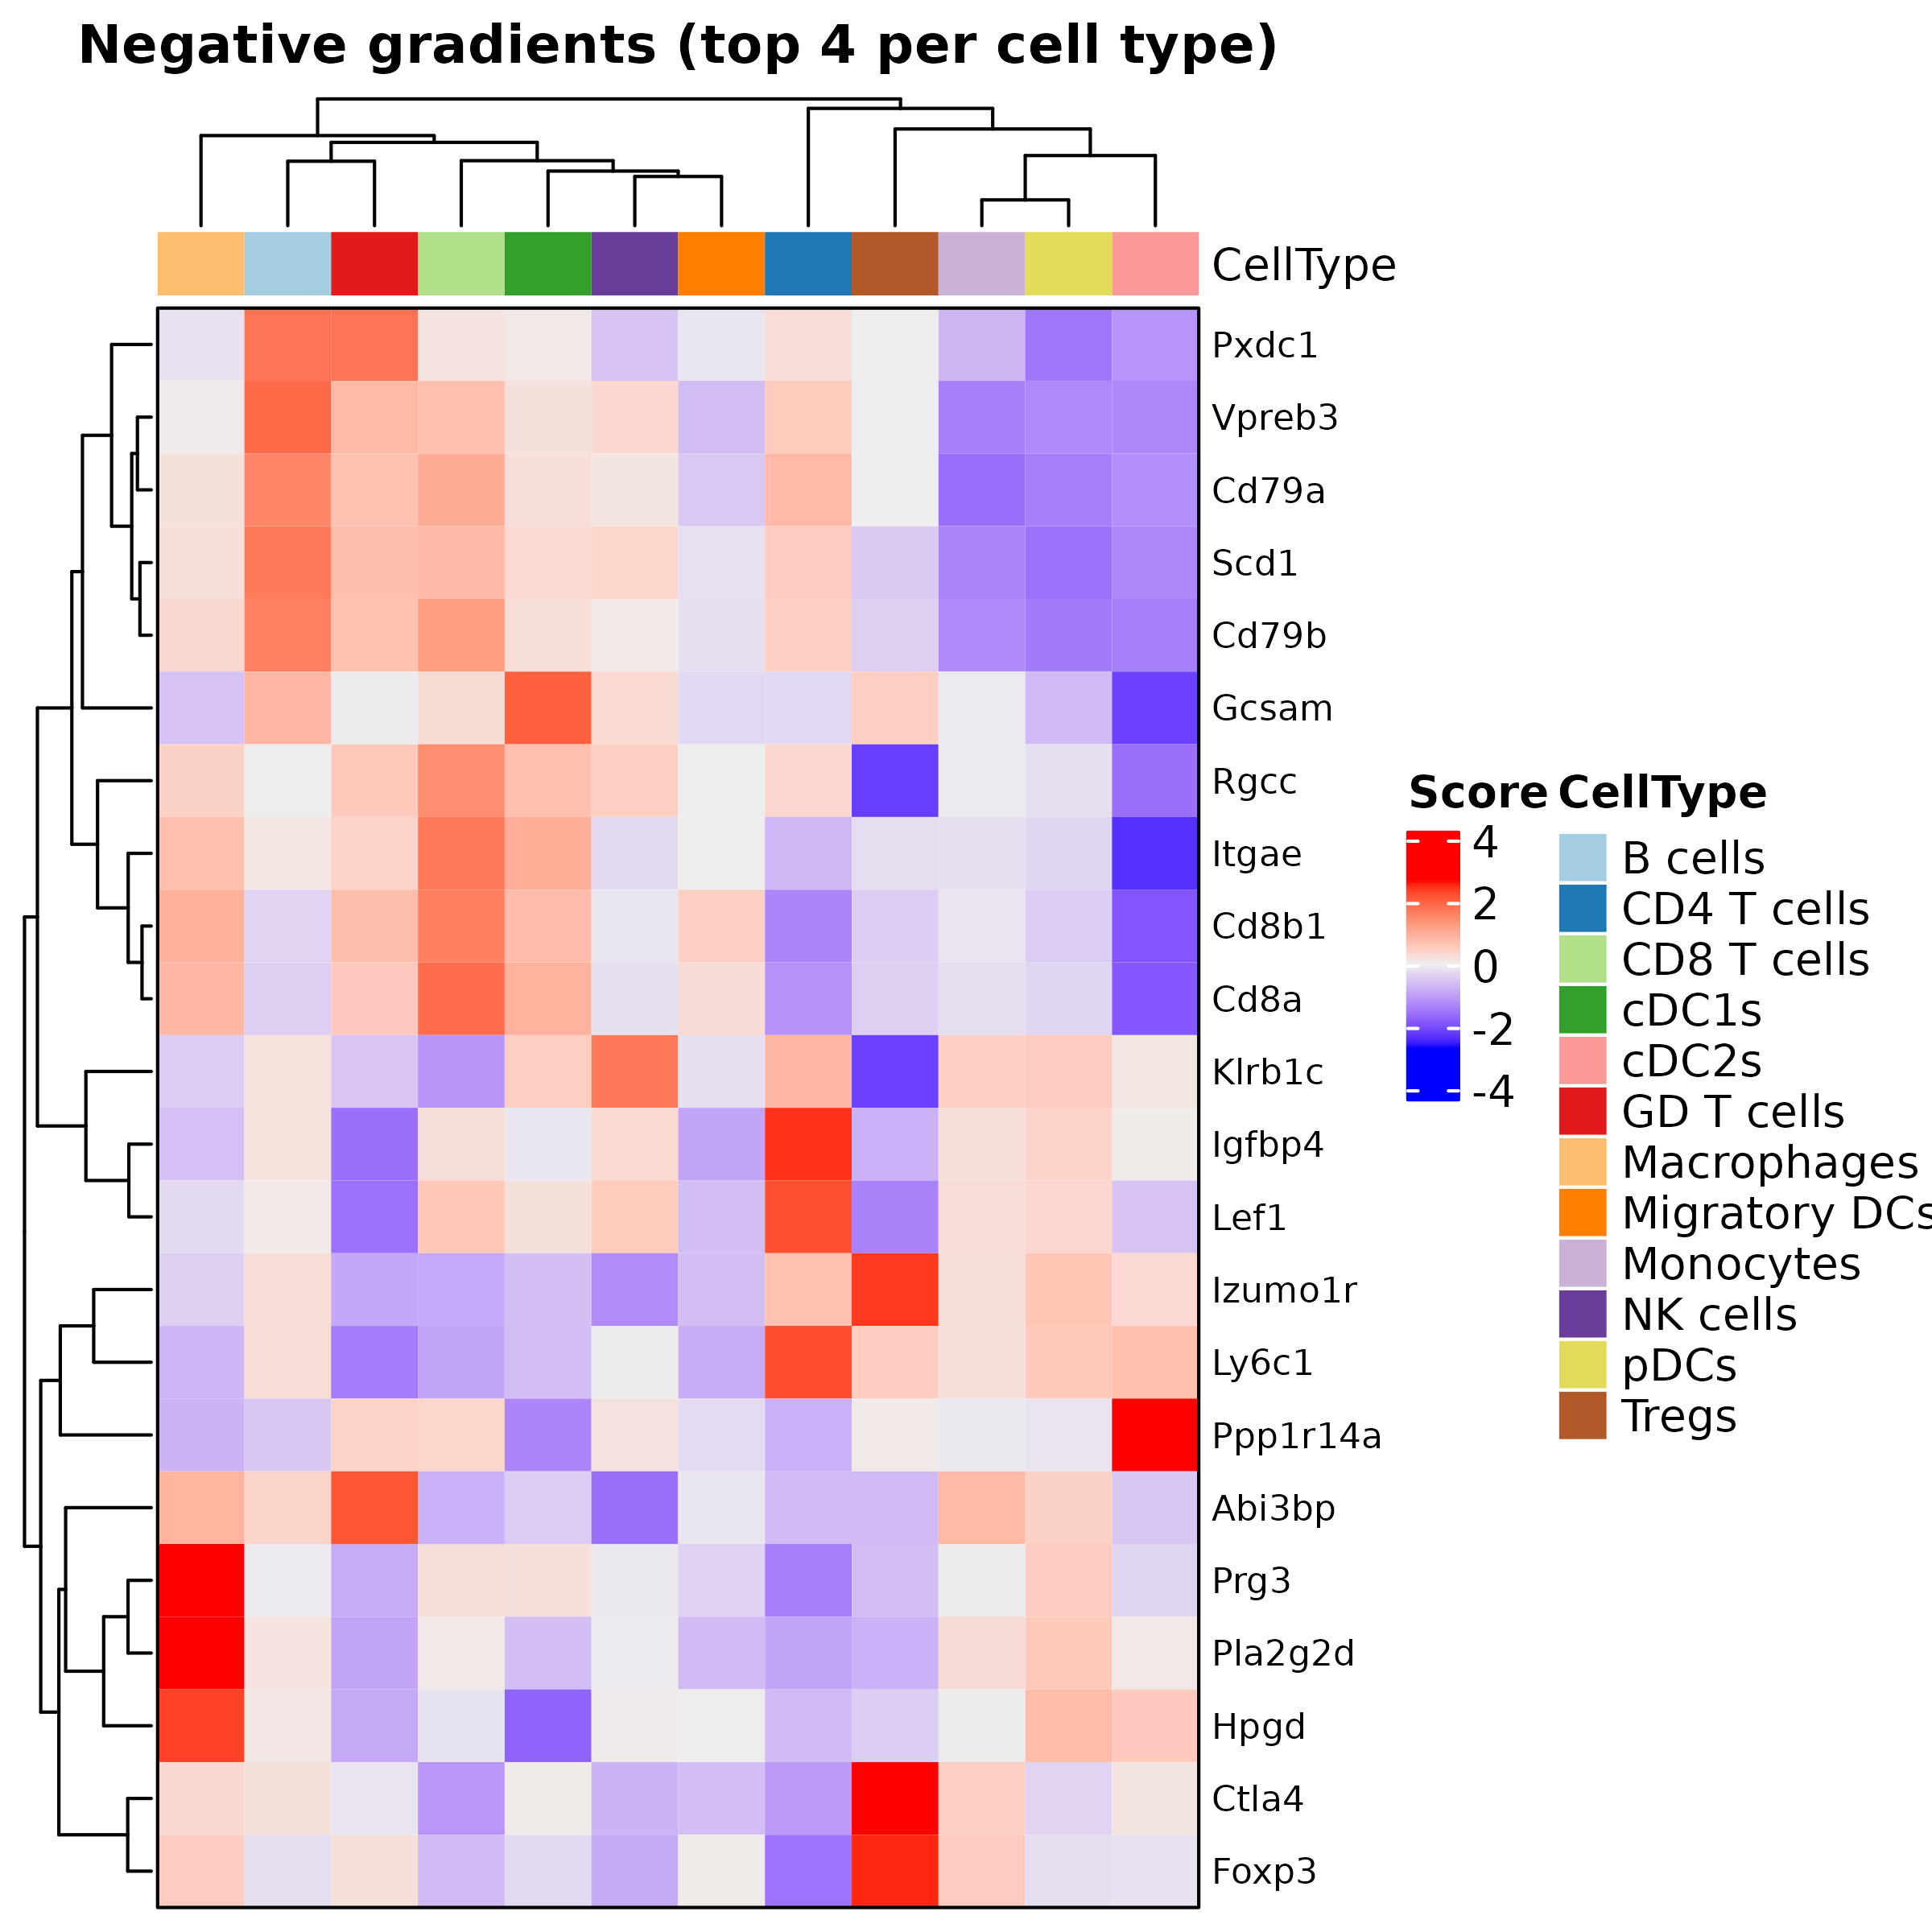 Negative gradients (top 4 per cell type)
CellType
Pxdc1
Vpreb3
Cd79a
Scd1
Cd79b
Gcsam
Rgcc
Itgae
Cd8b1
Cd8a
Klrb1c
Igfbp4
Lef1
Izumo1r
Ly6c1
Ppp1r14a
Abi3bp
Prg3
Pla2g2d
Hpgd
Ctla4
Foxp3
Score
4
2
0
-2
-4
CellType
B cells
CD4 T cells
CD8 T cells
cDC1s
cDC2s
GD T cells
Macrophages
Migratory DCs
Monocytes
NK cells
pDCs
Tregs